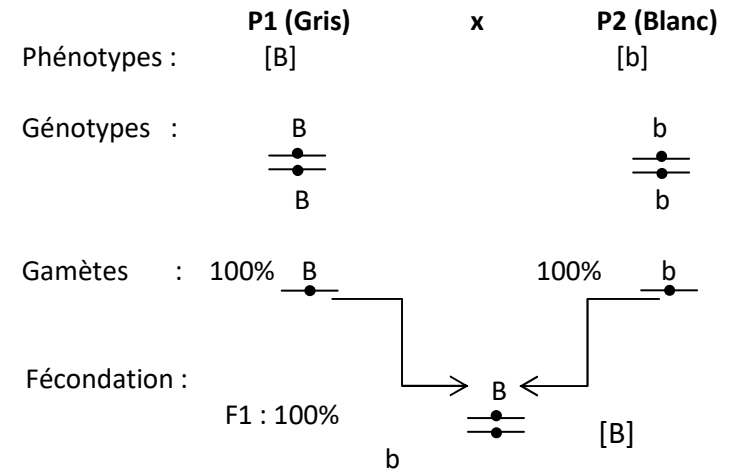 P1 (Gris) x P2 (Blanc)
Phénotypes : [B] [b]
Génotypes : B b
B b
Gamètes : 100% B 100% b
Fécondation : B
F1 : 100% [B]
b